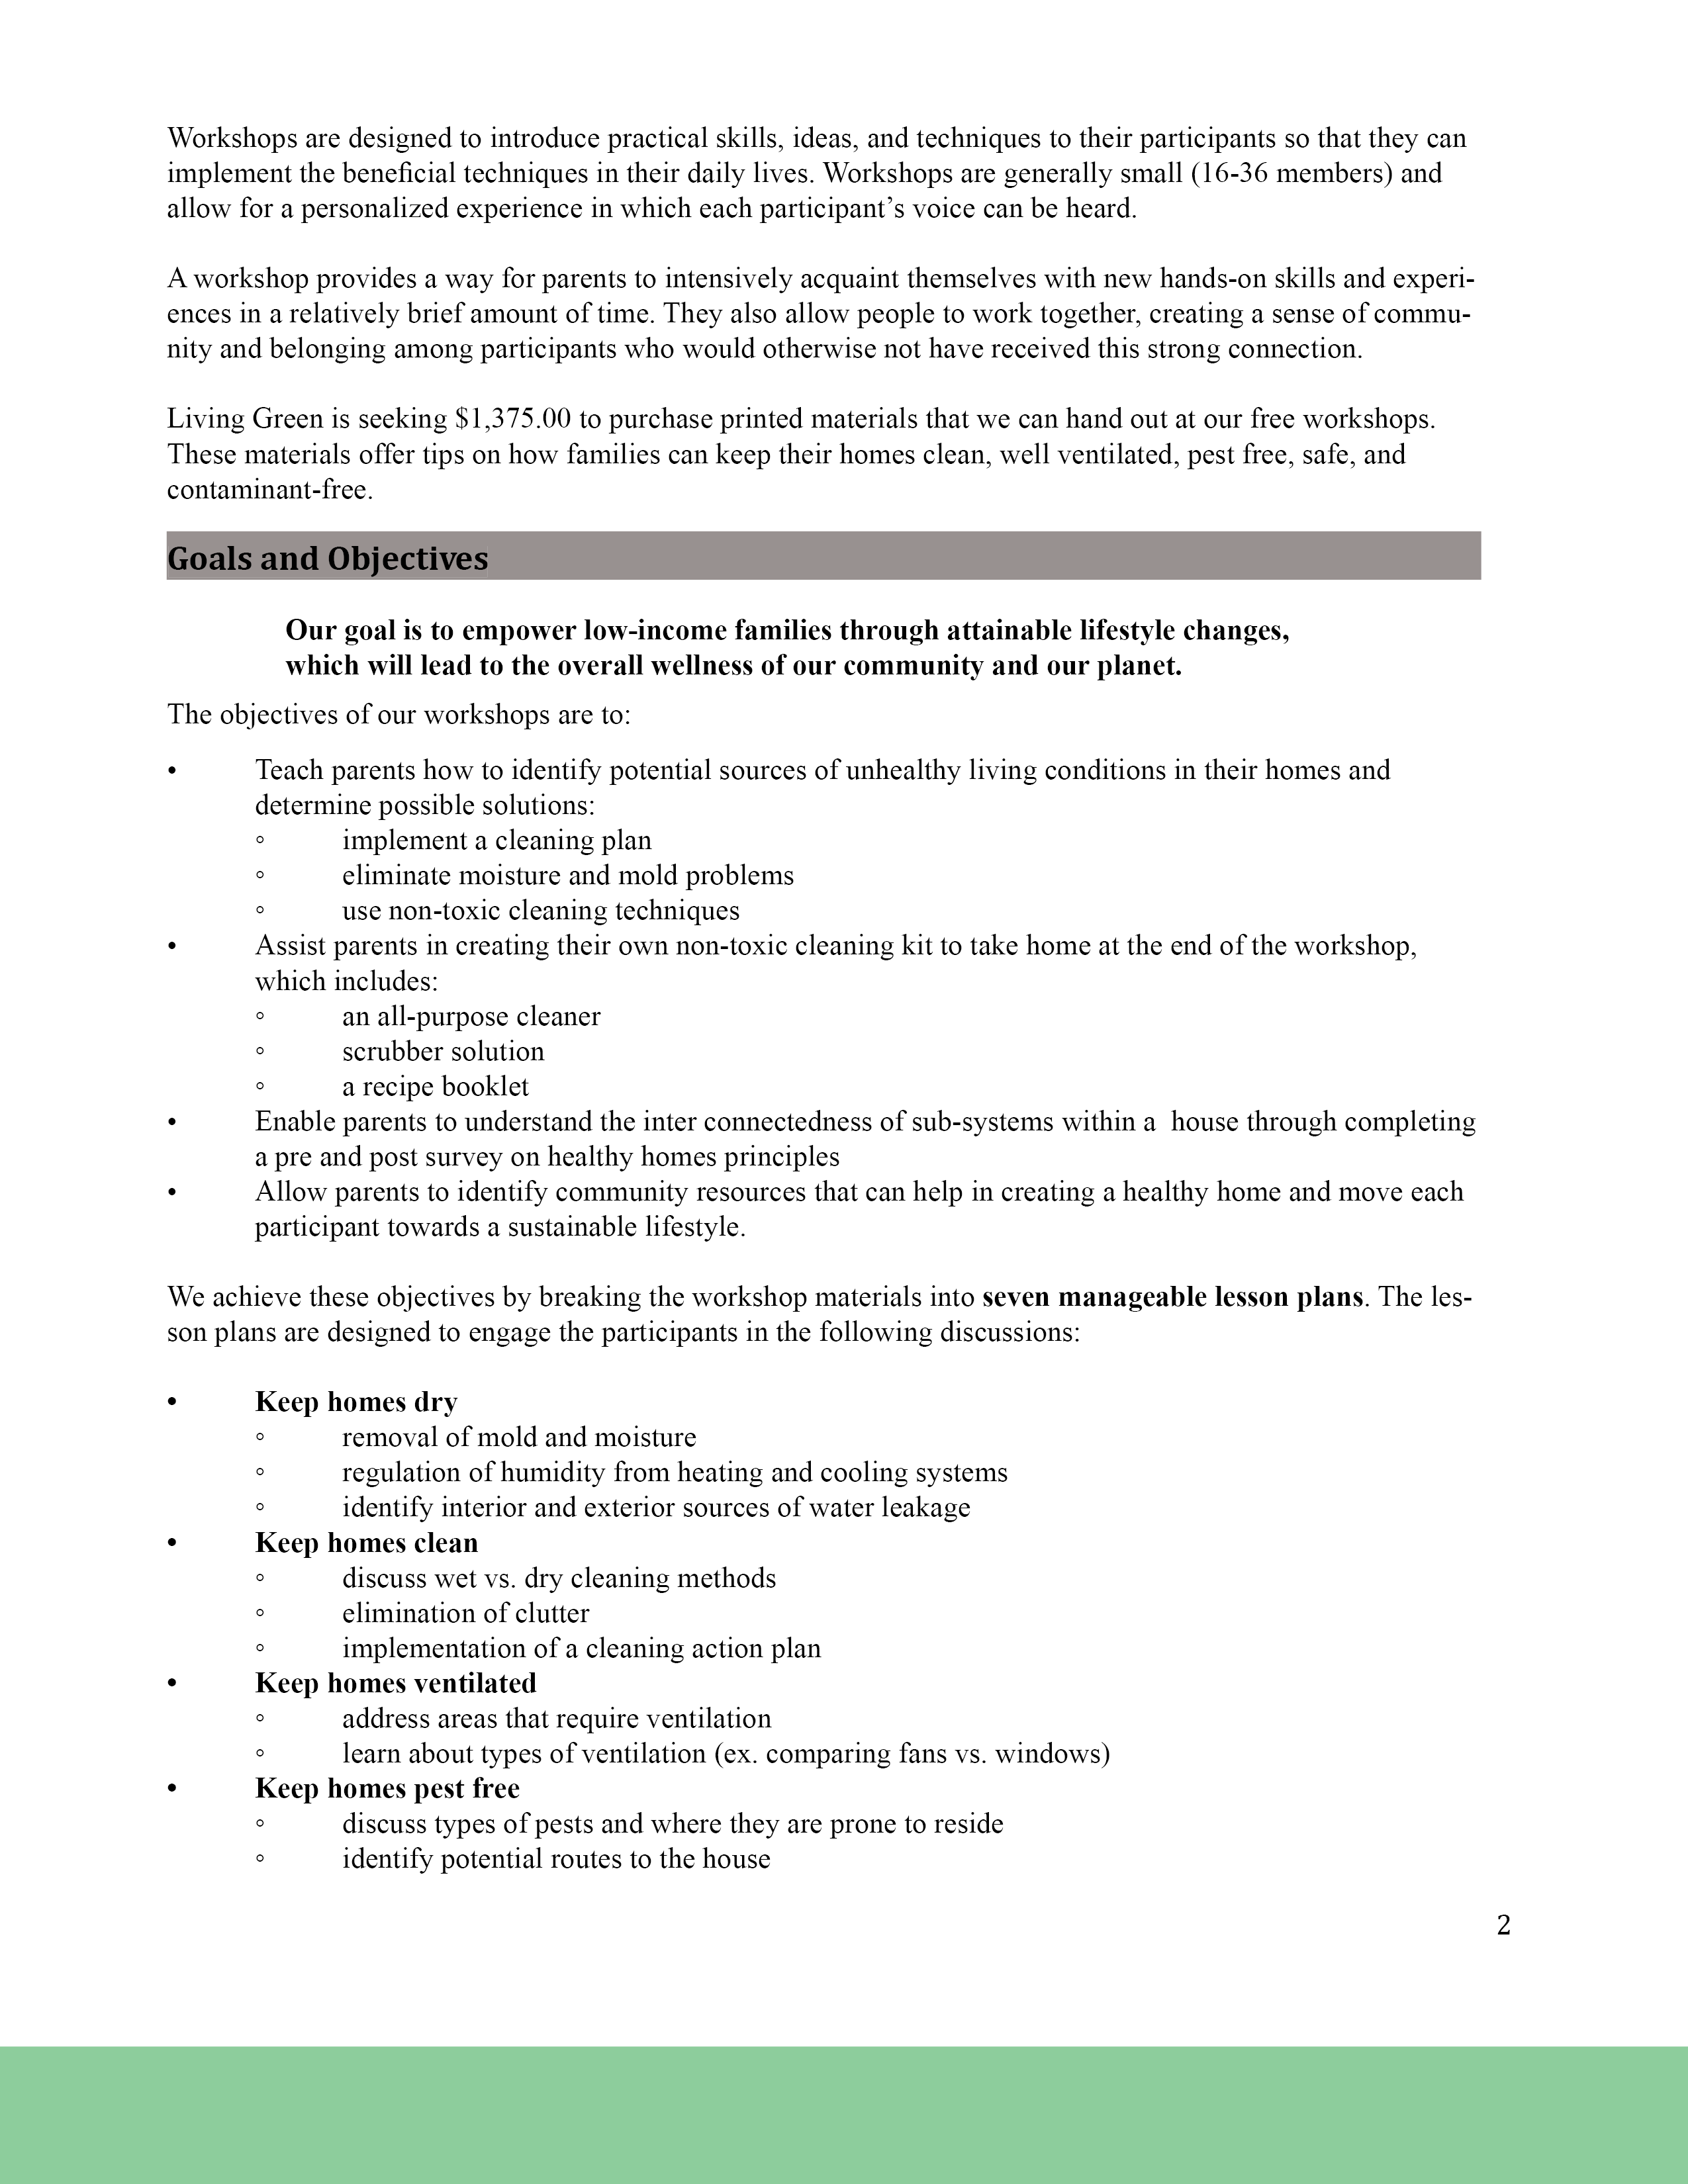 Workshops are designed to introduce practical skills, ideas, and techniques to their participants so that they can
implement the beneficial techniques in their daily lives. Workshops are generally small (16-36 members) and
allow for a personalized experience in which each participant’s voice can be heard.
A workshop provides a way for parents to intensively acquaint themselves with new hands-on skills and experi-
ences in a relatively brief amount of time. They also allow people to work together, creating a sense of commu-
nity and belonging among participants who would otherwise not have received this strong connection.
Living Green is seeking $1,375.00 to purchase printed materials that we can hand out at our free workshops.
These materials offer tips on how families can keep their homes clean, well ventilated, pest free, safe, and
contaminant-free.
Goals and Objectives
Our goal is to empower low-income families through attainable lifestyle changes,
which will lead to the overall wellness of our community and our planet.
The objectives of our workshops are to:
• Teach parents how to identify potential sources of unhealthy living conditions in their homes and
determine possible solutions:
◦ implement a cleaning plan
◦ eliminate moisture and mold problems
◦ use non-toxic cleaning techniques
• Assist parents in creating their own non-toxic cleaning kit to take home at the end of the workshop,
which includes:
◦ an all-purpose cleaner
◦ scrubber solution
◦ a recipe booklet
• Enable parents to understand the inter connectedness of sub-systems within a  house through completing
a pre and post survey on healthy homes principles
• Allow parents to identify community resources that can help in creating a healthy home and move each
participant towards a sustainable lifestyle.
We achieve these objectives by breaking the workshop materials into seven manageable lesson plans. The les-
son plans are designed to engage the participants in the following discussions:
• Keep homes dry
◦ removal of mold and moisture
◦ regulation of humidity from heating and cooling systems
◦ identify interior and exterior sources of water leakage
• Keep homes clean
◦ discuss wet vs. dry cleaning methods
◦ elimination of clutter
◦ implementation of a cleaning action plan
• Keep homes ventilated
◦ address areas that require ventilation
◦ learn about types of ventilation (ex. comparing fans vs. windows)
• Keep homes pest free
◦ discuss types of pests and where they are prone to reside
◦ identify potential routes to the house
2